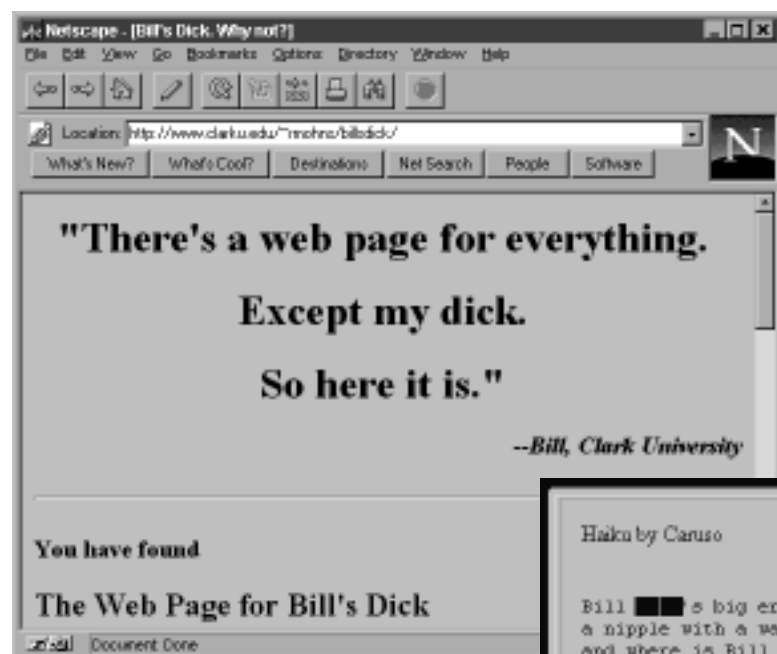 Netscape - [Bill's Dick. Why not?]
File Edit View Go Bookmarks Options Directory Window Help
Location: http://www.clarku.edu/~mohns/billsdick/
N
What's New? What's Cool? Destinations Net Search People Software
"There's a web page for everything.
Except my dick.
So here it is."
--Bill, Clark University
You have found
The Web Page for Bill's Dick
Document Done
Haiku by Caruso
Bill 's big
a nipple with a
and where is Bill